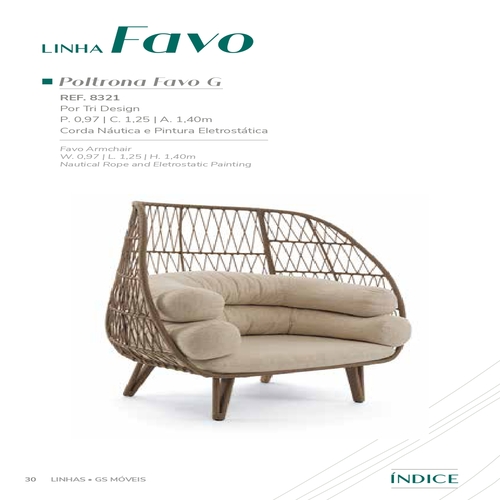 LINHA Favo
Poltrona Favo G
REF. 8321
Por Tri Design
P. 0,97 | C. 1,25 | A. 1,40m
Corda Náutica e Pintura Eletrostática
Favo Armchair
W. 0,97 | L. 1,25 | H. 1,40m
Nautical Rope and Eletrostatic Painting
30 LINHAS • GS MÓVEIS
ÍNDICE